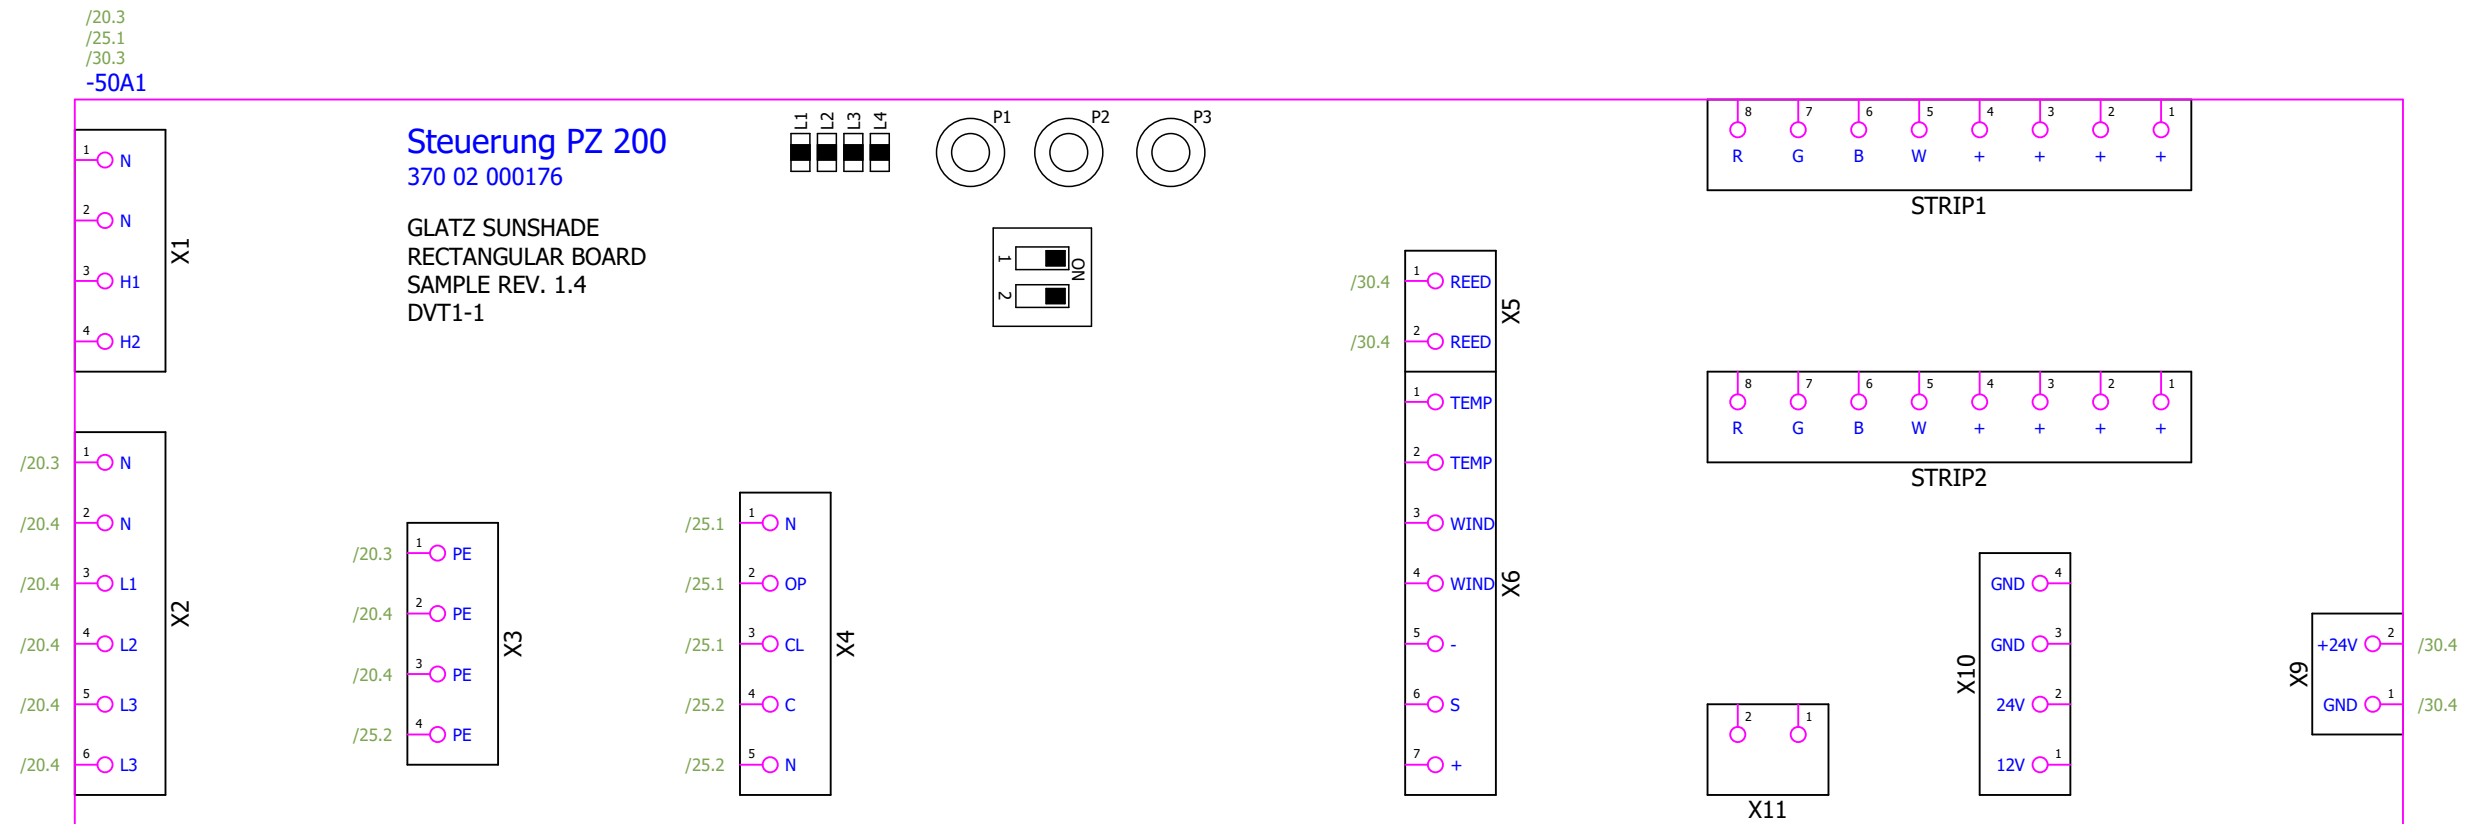 /20.3
/25.1
/30.3
-50A1
Steuerung PZ 200
370 02 000176
GLATZ SUNSHADE
RECTANGULAR BOARD
SAMPLE REV. 1.4
DVT1-1
L1 L2 L3 L4
P1 P2 P3
ON
1
2
1 N
2 N
3 H1
4 H2
X1
/20.3 1 N
/20.4 2 N
/20.4 3 L1
/20.4 4 L2
/20.4 5 L3
/20.4 6 L3
X2
/20.3 1 PE
/20.4 2 PE
/20.4 3 PE
/25.2 4 PE
X3
/25.1 1 N
/25.1 2 OP
/25.1 3 CL
/25.2 4 C
/25.2 5 N
X4
/30.4 1 REED
/30.4 2 REED
X5
1 TEMP
2 TEMP
3 WIND
4 WIND
5 -
6 S
7 +
X6
8 7 6 5 4 3 2 1
R G B W + + + +
STRIP1
8 7 6 5 4 3 2 1
R G B W + + + +
STRIP2
2 1
X11
GND 4
GND 3
24V 2
12V 1
X10
+24V 2 /30.4
GND 1 /30.4
X9